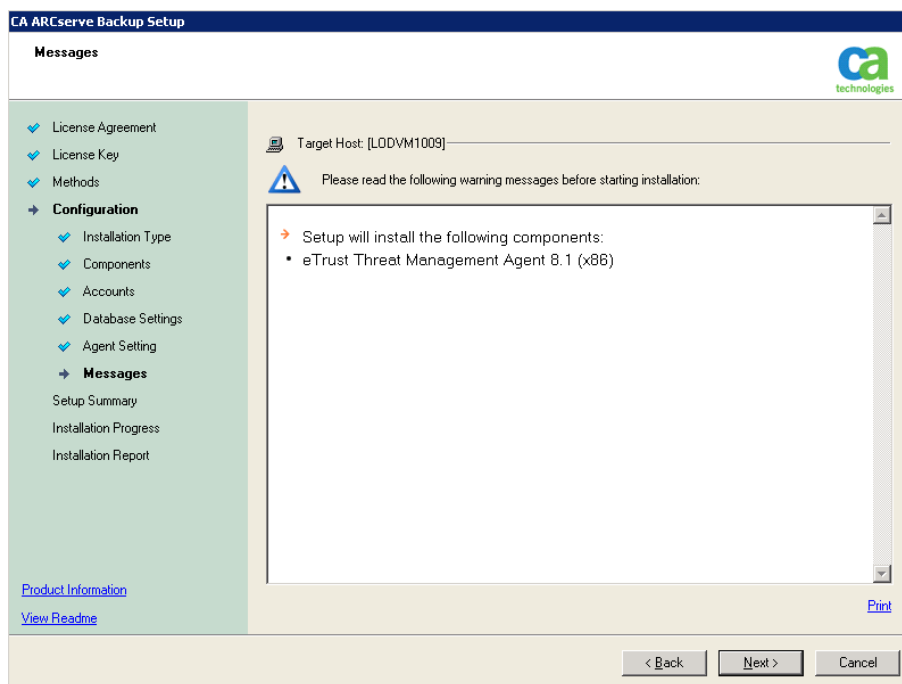 CA ARCserve Backup Setup
Messages
ca
technologies
License Agreement
License Key
Methods
Configuration
Installation Type
Components
Accounts
Database Settings
Agent Setting
Messages
Setup Summary
Installation Progress
Installation Report
Product Information
View Readme
Target Host: [LODVM1009]
Please read the following warning messages before starting installation:
Setup will install the following components:
• eTrust Threat Management Agent 8.1 (x86)
Print
< Back
Next >
Cancel